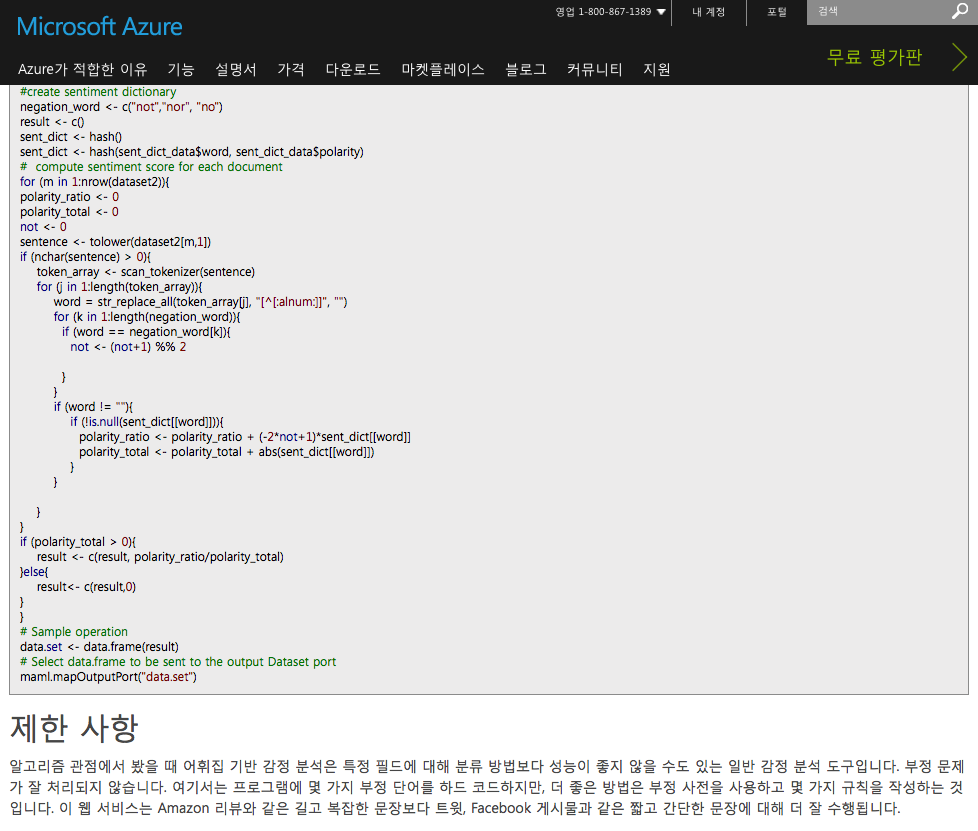 영업 1-800-867-1389 내 계정 포털 검색
Microsoft Azure
무료 평가판
Azure가 적합한 이유 기능 설명서 가격 다운로드 마켓플레이스 블로그 커뮤니티 지원
#create sentiment dictionary
negation_word <- c("not","nor", "no")
result <- c()
sent_dict <- hash()
sent_dict <- hash(sent_dict_data$word, sent_dict_data$polarity)
#  compute sentiment score for each document
for (m in 1:nrow(dataset2)){
polarity_ratio <- 0
polarity_total <- 0
not <- 0
sentence <- tolower(dataset2[m,1])
if (nchar(sentence) > 0){
token_array <- scan_tokenizer(sentence)
for (j in 1:length(token_array)){
word = str_replace_all(token_array[j], "[^[:alnum:]]", "")
for (k in 1:length(negation_word)){
if (word == negation_word[k]){
not <- (not+1) %% 2
}
}
if (word != ""){
if (!is.null(sent_dict[[word]])){
polarity_ratio <- polarity_ratio + (-2*not+1)*sent_dict[[word]]
polarity_total <- polarity_total + abs(sent_dict[[word]])
}
}
}
}
if (polarity_total > 0){
result <- c(result, polarity_ratio/polarity_total)
}else{
result<- c(result,0)
}
}
# Sample operation
data.set <- data.frame(result)
# Select data.frame to be sent to the output Dataset port
maml.mapOutputPort("data.set")
제한 사항
알고리즘 관점에서 봤을 때 어휘집 기반 감정 분석은 특정 필드에 대해 분류 방법보다 성능이 좋지 않을 수도 있는 일반 감정 분석 도구입니다. 부정 문제
가 잘 처리되지 않습니다. 여기서는 프로그램에 몇 가지 부정 단어를 하드 코드하지만, 더 좋은 방법은 부정 사전을 사용하고 몇 가지 규칙을 작성하는 것
입니다. 이 웹 서비스는 Amazon 리뷰와 같은 길고 복잡한 문장보다 트윗, Facebook 게시물과 같은 짧고 간단한 문장에 대해 더 잘 수행됩니다.